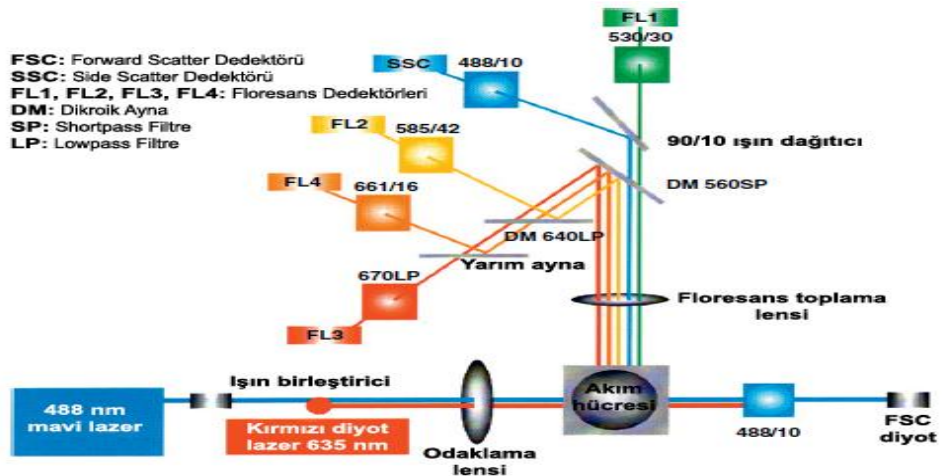 FL1
530/30
FSC: Forward Scatter Dedektörü
SSC: Side Scatter Dedektörü
FL1, FL2, FL3, FL4: Floresans Dedektörleri
DM: Dikroik Ayna
SP: Shortpass Filtre
LP: Lowpass Filtre
SSC
488/10
FL2
585/42
90/10 ışın dağıtıcı
FL4
661/16
DM 560SP
DM 640LP
Yarım ayna
670LP
FL3
Floresans toplama
lensi
Işın birleştirici
488 nm
mavi lazer
Kırmızı diyot
lazer 635 nm
Odaklama
lensi
Akım
hücresi
488/10
FSC
diyot